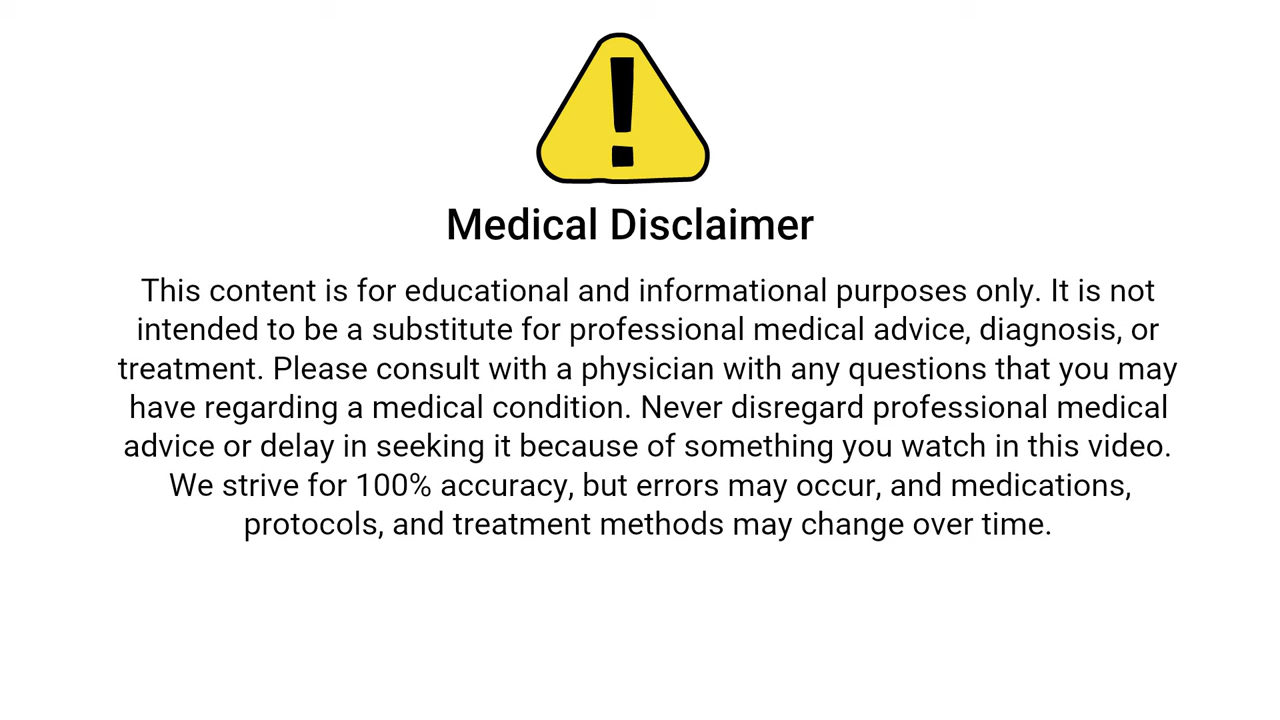 Medical Disclaimer
This content is for educational and informational purposes only. It is not
intended to be a substitute for professional medical advice, diagnosis, or
treatment. Please consult with a physician with any questions that you may
have regarding a medical condition. Never disregard professional medical
advice or delay in seeking it because of something you watch in this video.
We strive for 100% accuracy, but errors may occur, and medications,
protocols, and treatment methods may change over time.